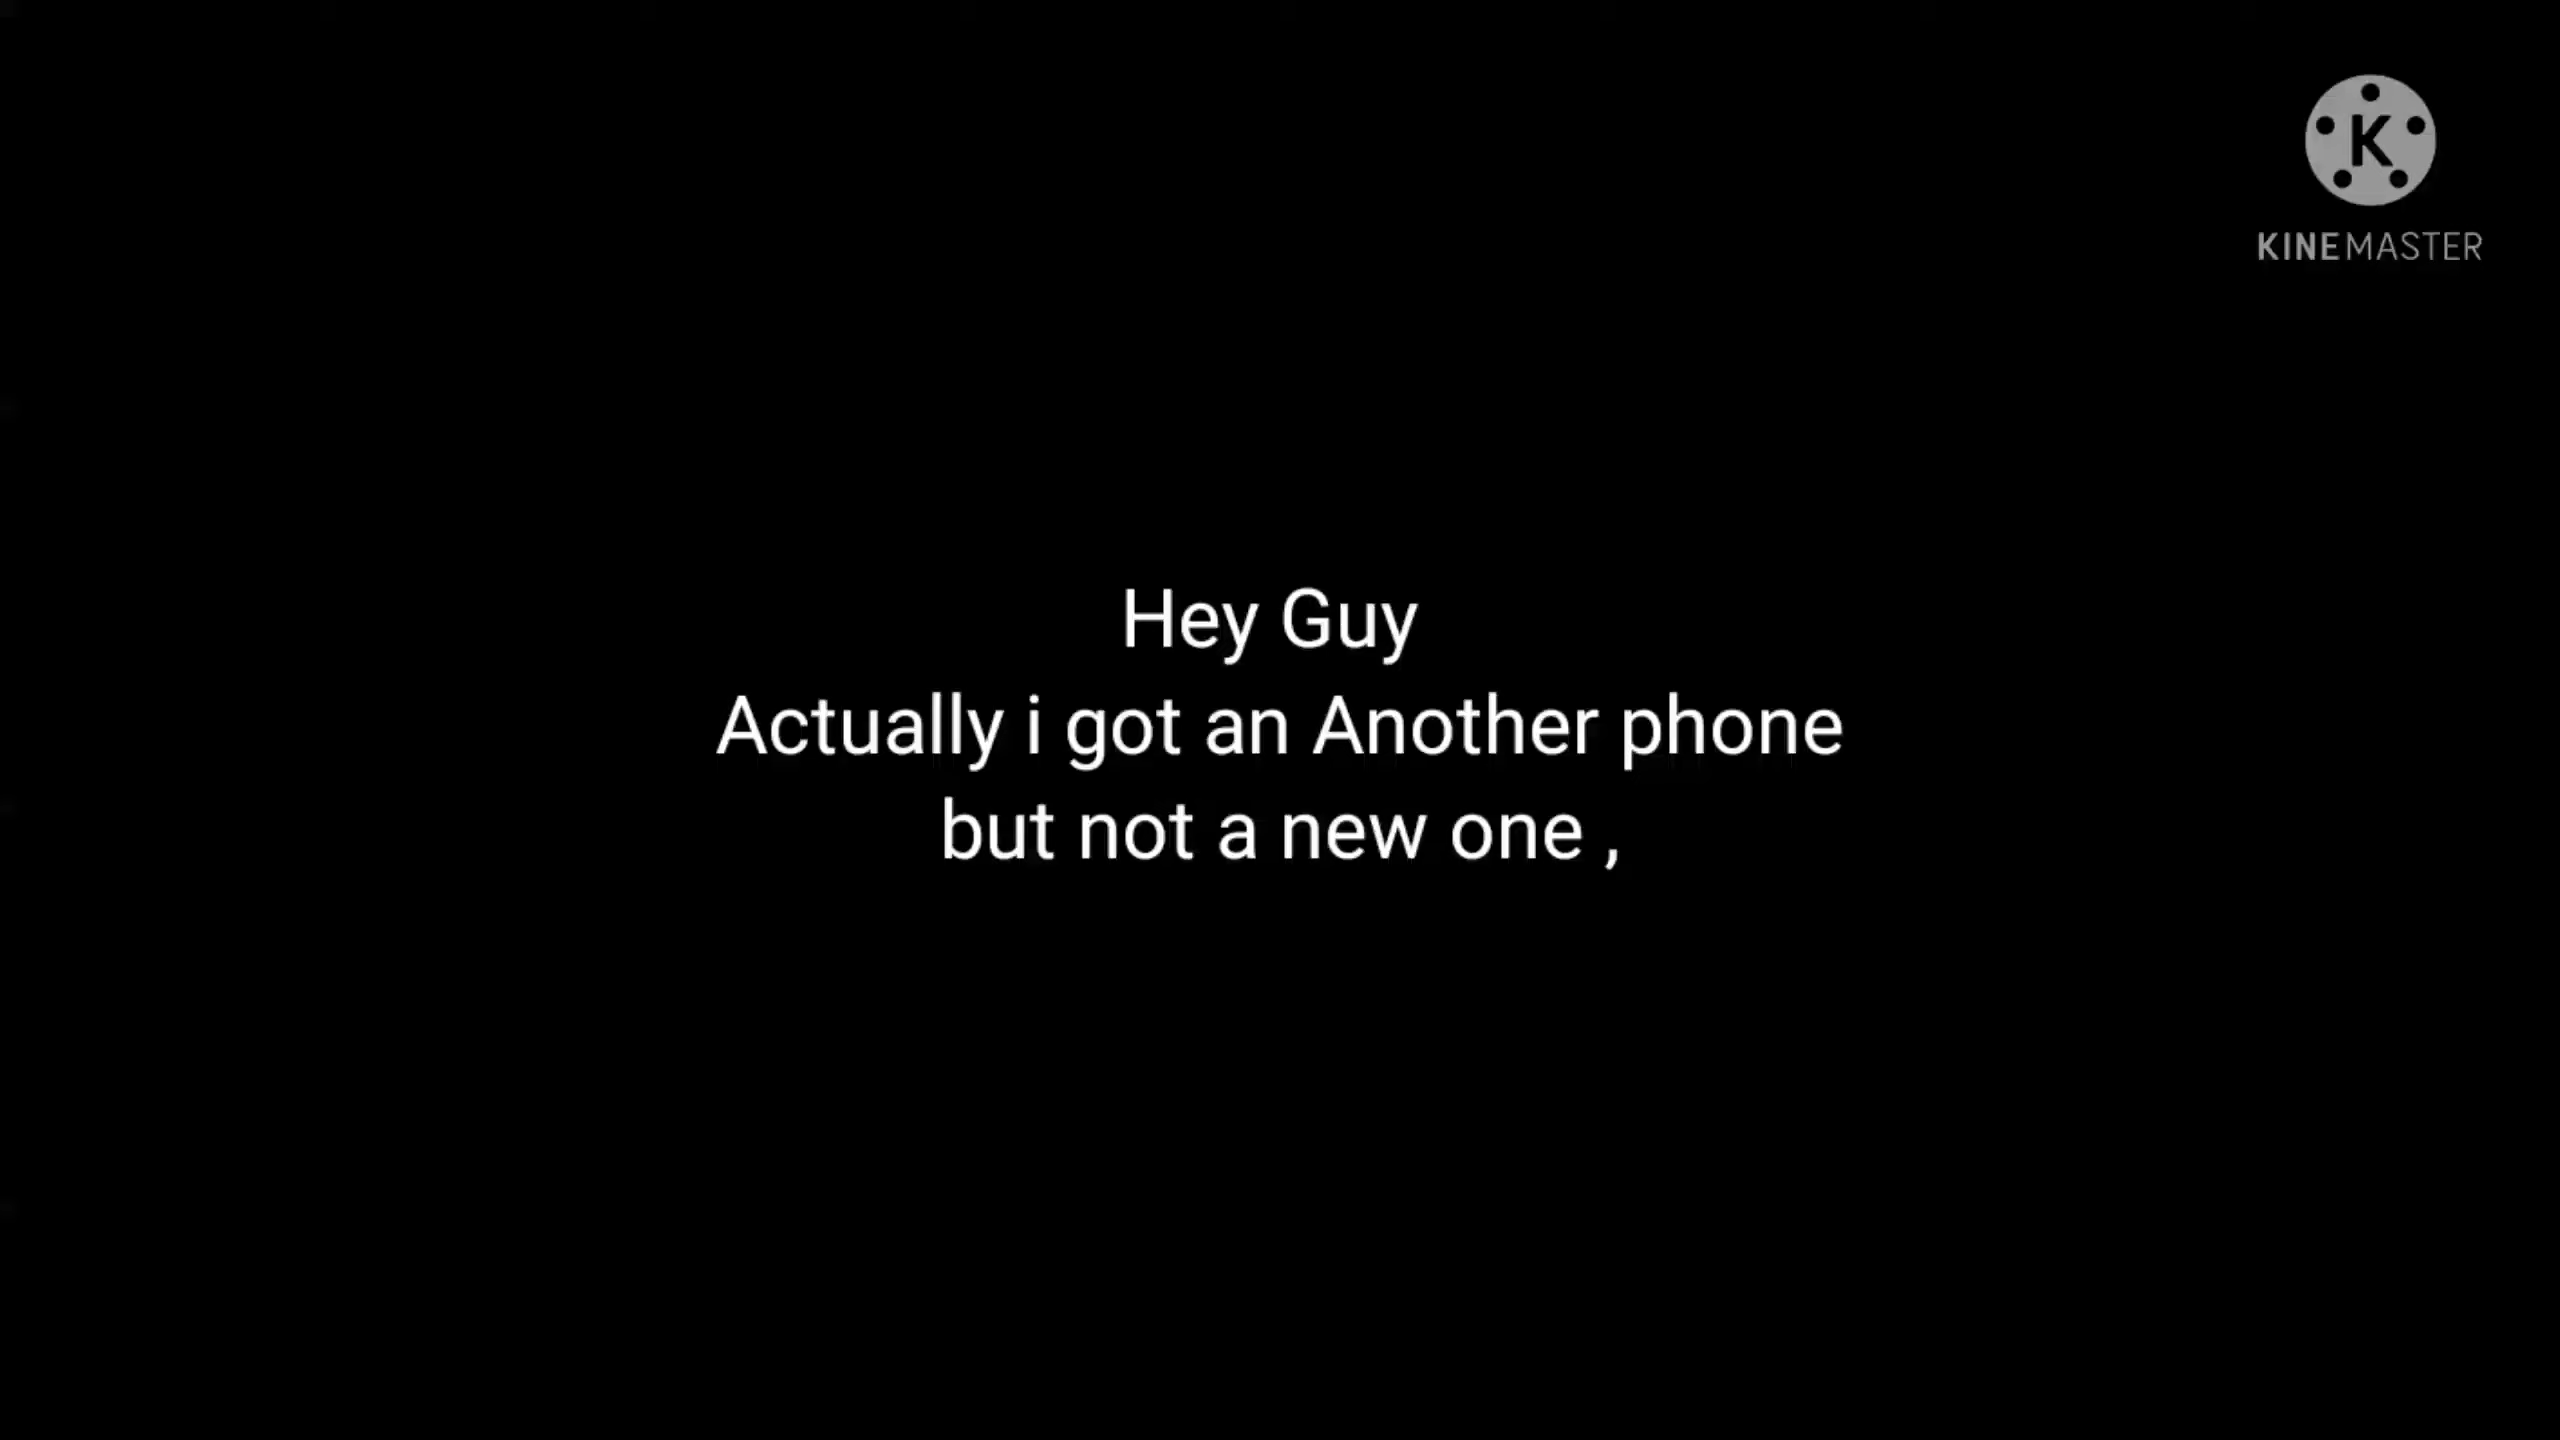 K
KINEMASTER
Hey Guy
Actually i got an Another phone
but not a new one ,